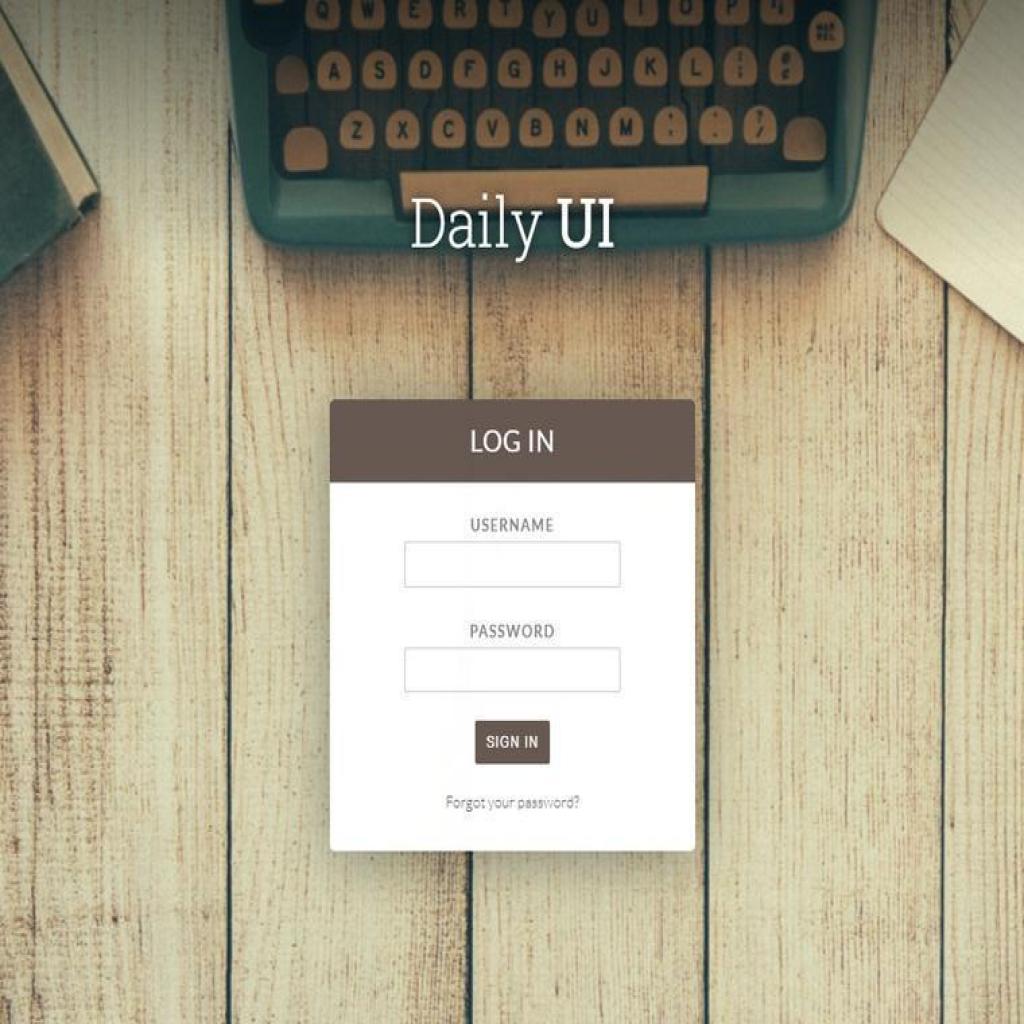 Q W E R T Y U I O P
A S D F G H J K L
Z X C V B N M
Daily UI
LOG IN
USERNAME
PASSWORD
SIGN IN
Forgot your password?